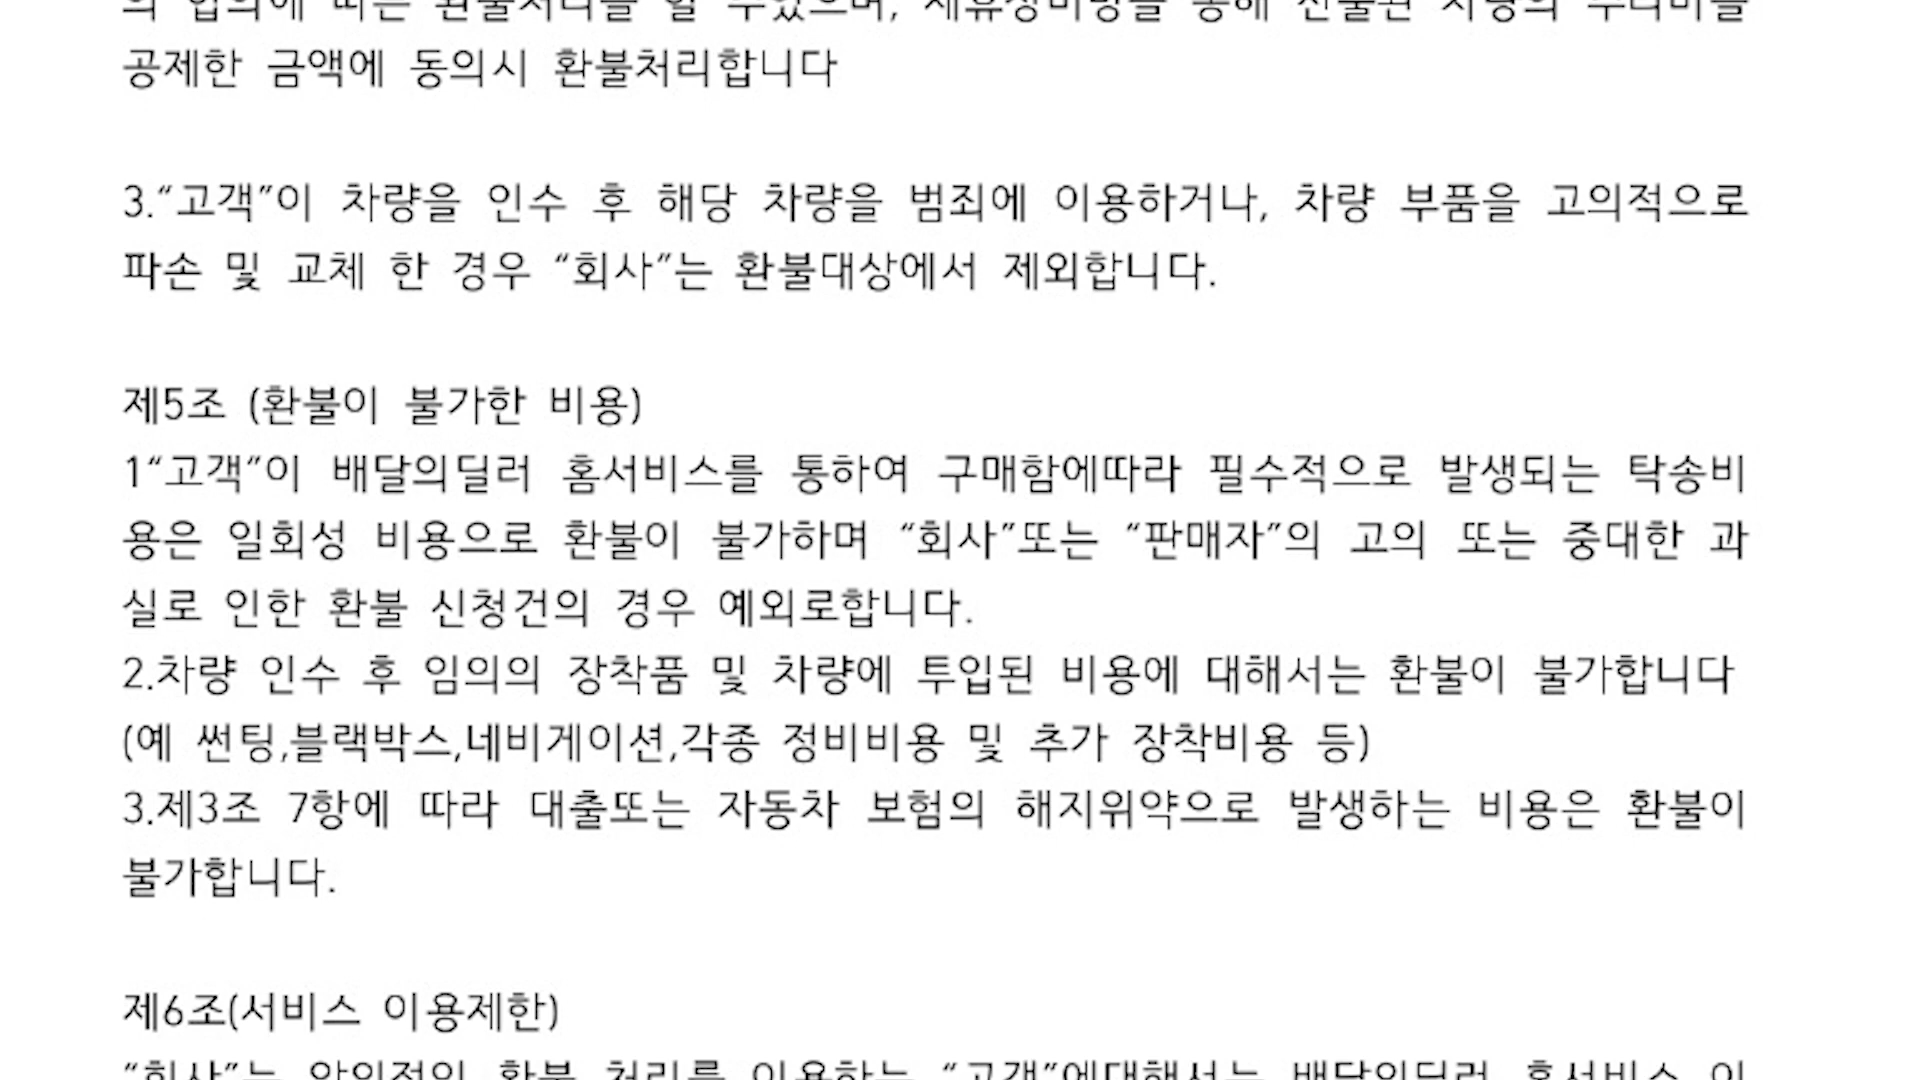 공제한 금액에 동의시 환불처리합니다
3.“고객”이 차량을 인수 후 해당 차량을 범죄에 이용하거나, 차량 부품을 고의적으로
파손 및 교체 한 경우 “회사”는 환불대상에서 제외합니다.
제5조 (환불이 불가한 비용)
1“고객”이 배달의딜러 홈서비스를 통하여 구매함에따라 필수적으로 발생되는 탁송비
용은 일회성 비용으로 환불이 불가하며 “회사”또는 “판매자”의 고의 또는 중대한 과
실로 인한 환불 신청건의 경우 예외로합니다.
2.차량 인수 후 임의의 장착품 및 차량에 투입된 비용에 대해서는 환불이 불가합니다
(예 썬팅,블랙박스,네비게이션,각종 정비비용 및 추가 장착비용 등)
3.제3조 7항에 따라 대출또는 자동차 보험의 해지위약으로 발생하는 비용은 환불이
불가합니다.
제6조(서비스 이용제한)